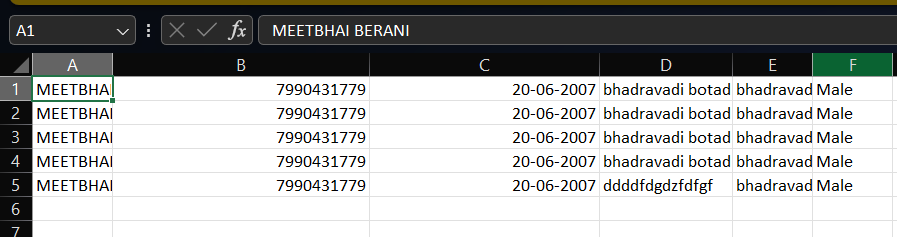 A1 fx MEETBHAI BERANI
A B C D E F
1 MEETBHAI 7990431779 20-06-2007 bhadravadi botad bhadravad Male
2 MEETBHAI 7990431779 20-06-2007 bhadravadi botad bhadravad Male
3 MEETBHAI 7990431779 20-06-2007 bhadravadi botad bhadravad Male
4 MEETBHAI 7990431779 20-06-2007 bhadravadi botad bhadravad Male
5 MEETBHAI 7990431779 20-06-2007 ddddfdgdzfdfgf bhadravad Male
6
7